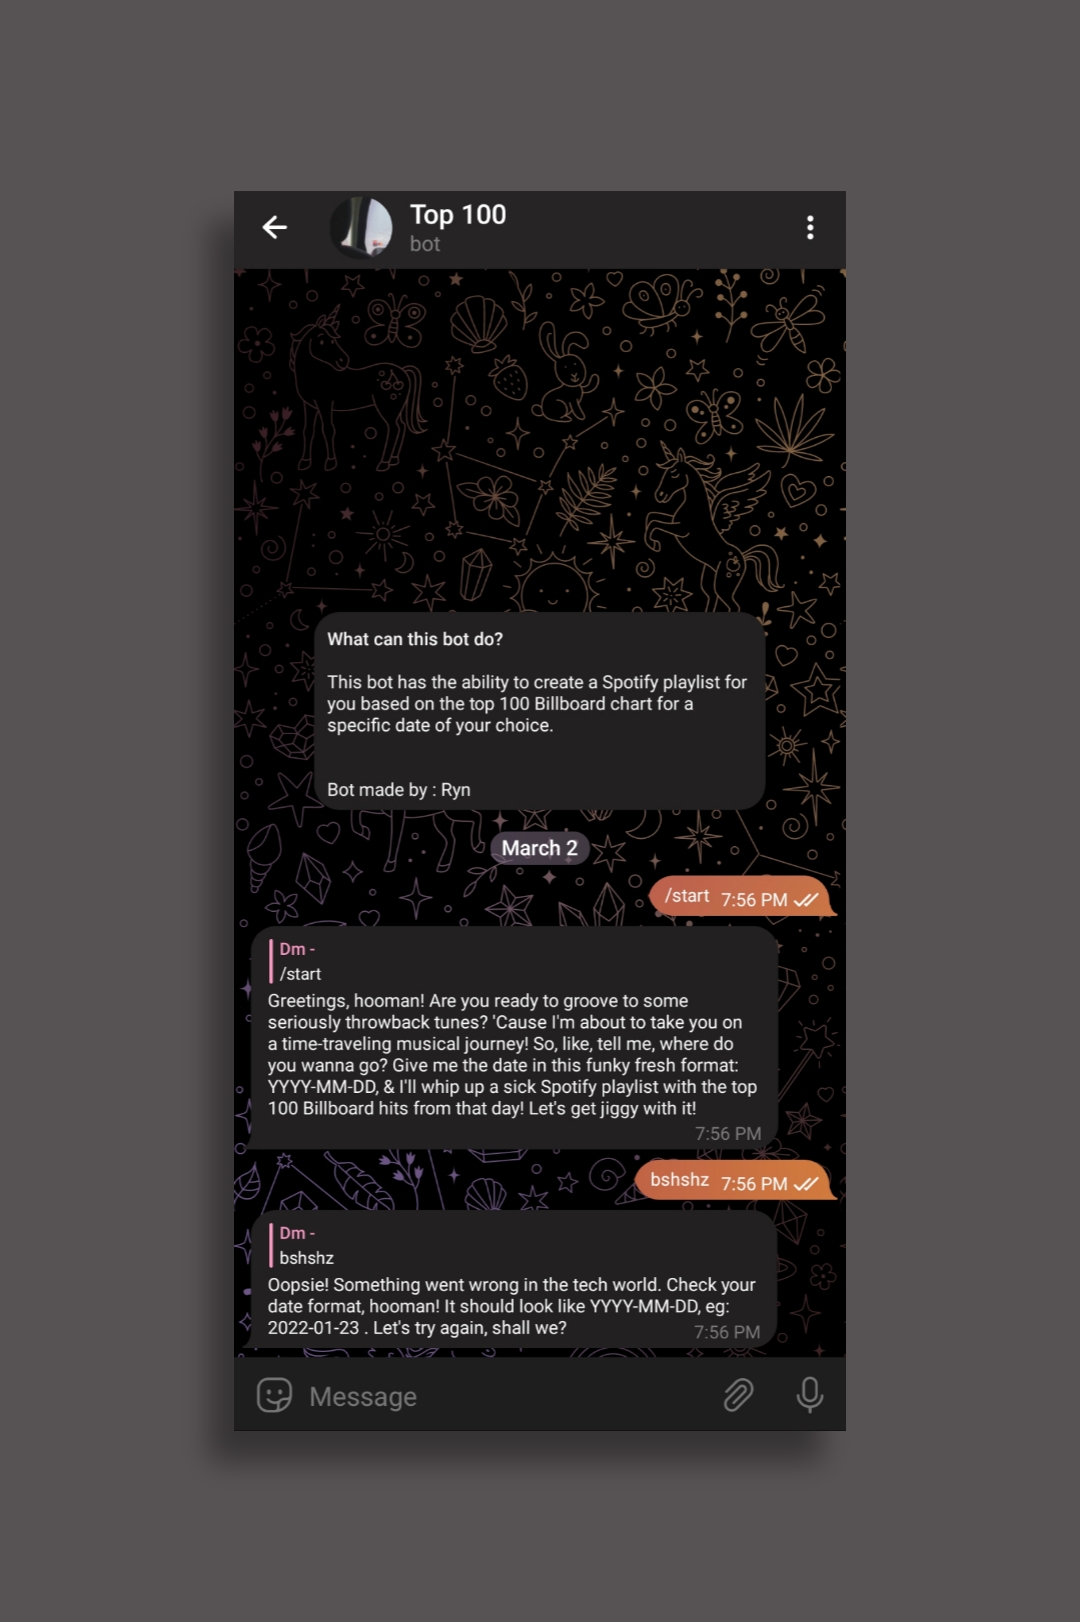 Top 100
bot
What can this bot do?
This bot has the ability to create a Spotify playlist for
you based on the top 100 Billboard chart for a
specific date of your choice.
Bot made by : Ryn
March 2
/start 7:56 PM
Dm -
/start
Greetings, hooman! Are you ready to groove to some
seriously throwback tunes? 'Cause I'm about to take you on
a time-traveling musical journey! So, like, tell me, where do
you wanna go? Give me the date in this funky fresh format:
YYYY-MM-DD, & I'll whip up a sick Spotify playlist with the top
100 Billboard hits from that day! Let's get jiggy with it!
7:56 PM
bshshz 7:56 PM
Dm -
bshshz
Oopsie! Something went wrong in the tech world. Check your
date format, hooman! It should look like YYYY-MM-DD, eg:
2022-01-23 . Let's try again, shall we?
7:56 PM
Message